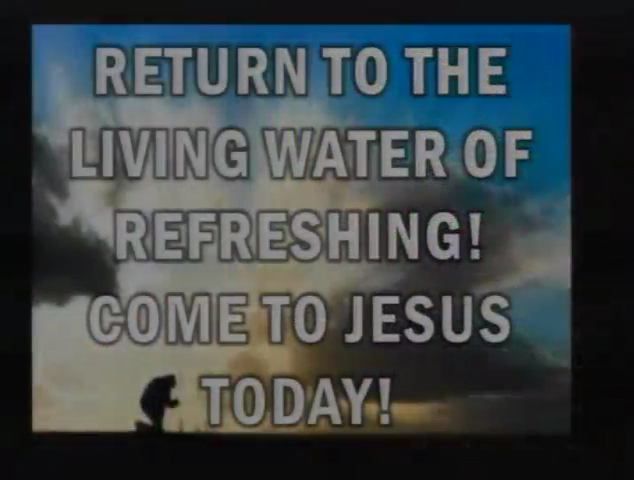 RETURN TO THE
LIVING WATER OF
REFRESHING!
COME TO JESUS
TODAY!